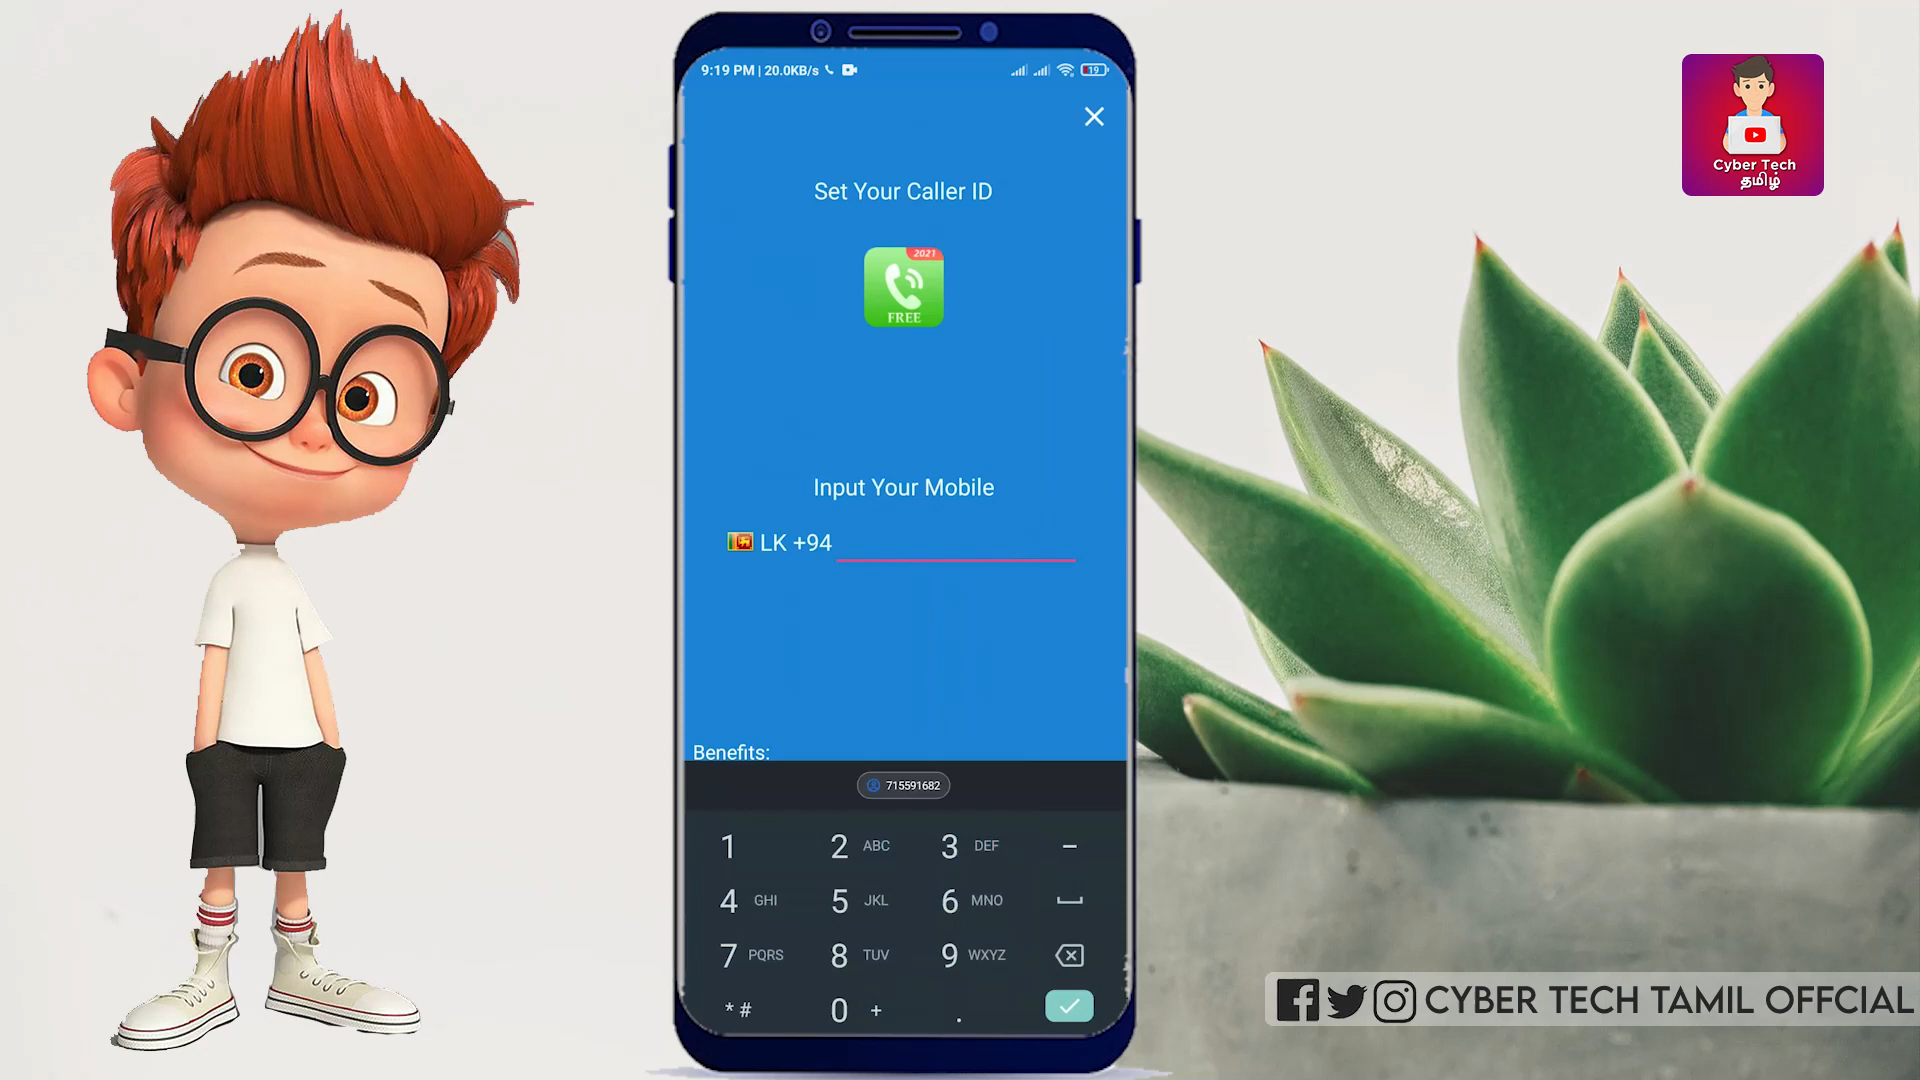 9:19 PM | 20.0KB/s
19
Set Your Caller ID
2021
FREE
Input Your Mobile
LK +94
Benefits:
715591682
1 2 ABC 3 DEF –
4 GHI 5 JKL 6 MNO
7 PQRS 8 TUV 9 WXYZ
* # 0 + .
Cyber Tech
தமிழ்
CYBER TECH TAMIL OFFCIAL